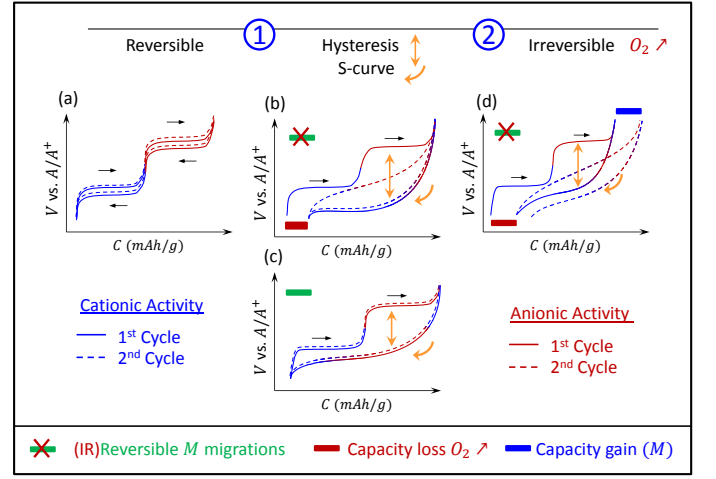 ① ②
Reversible Hysteresis Irreversible O₂ ↗
S-curve
(a) (b) (d)
V vs. A/A⁺ V vs. A/A⁺ V vs. A/A⁺
C (mAh/g) C (mAh/g) C (mAh/g)
(c)
V vs. A/A⁺
C (mAh/g)
Cationic Activity
1st Cycle
2nd Cycle
Anionic Activity
1st Cycle
2nd Cycle
(IR)Reversible M migrations Capacity loss O₂ ↗ Capacity gain (M)